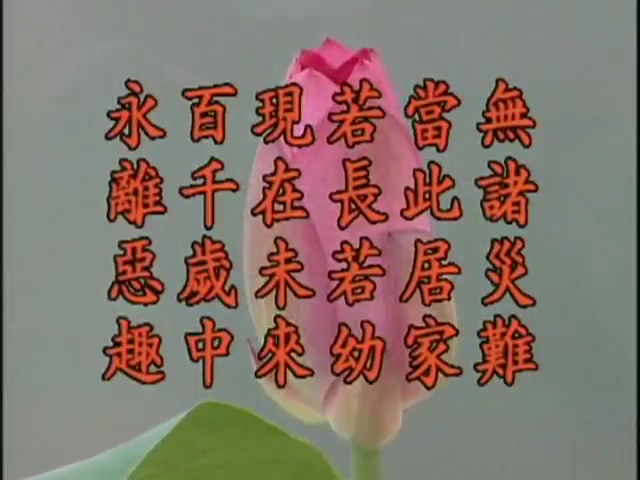 無諸災難
當此居家
若長若幼
現在未來
百千歲中
永離惡趣